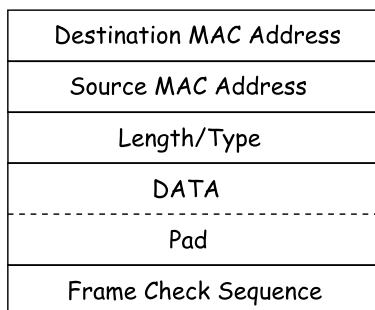 Destination MAC Address
Source MAC Address
Length/Type
DATA
Pad
Frame Check Sequence